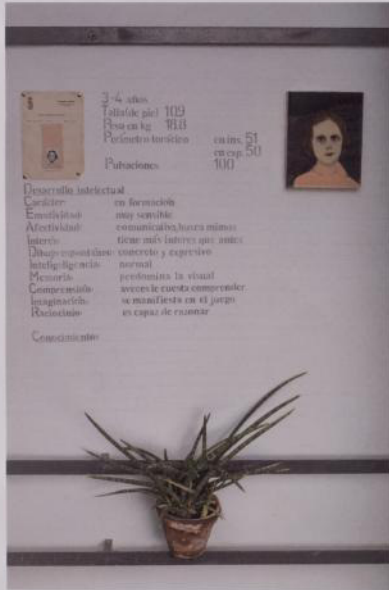 3-4 años
Talla (de pie) 109
Peso en kg 18.8
Perímetro torácico en ins. 51
en esp. 50
Pulsaciones 100
Desarrollo intelectual
Carácter: en formación
Emotividad: muy sensible
Afectividad: comunicativo, busca mimos
Interés: tiene más interés que antes
Dibujo espontáneo: concreto y expresivo
Inteligencia: normal
Memoria: predomina la visual
Comprensión: a veces le cuesta comprender
Imaginación: se manifiesta en el juego
Raciocinio: es capaz de razonar
Conocimiento: